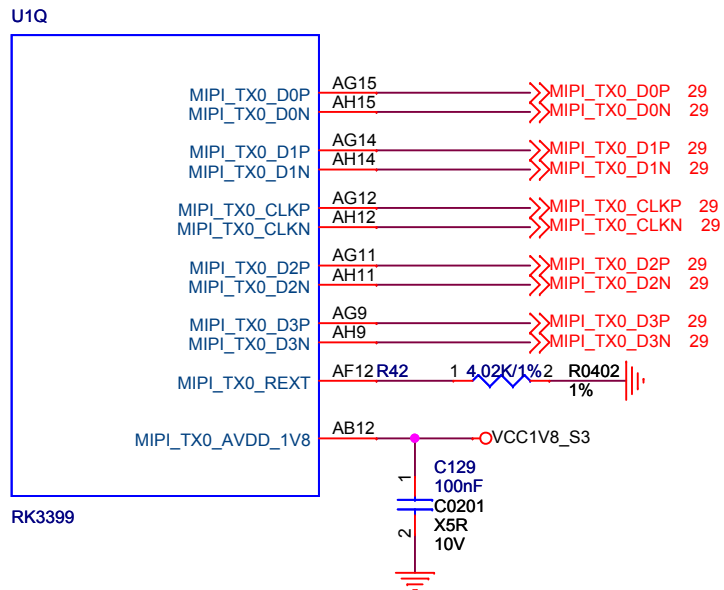 U1Q
MIPI_TX0_D0P AG15 MIPI_TX0_D0P 29
MIPI_TX0_D0N AH15 MIPI_TX0_D0N 29
MIPI_TX0_D1P AG14 MIPI_TX0_D1P 29
MIPI_TX0_D1N AH14 MIPI_TX0_D1N 29
MIPI_TX0_CLKP AG12 MIPI_TX0_CLKP 29
MIPI_TX0_CLKN AH12 MIPI_TX0_CLKN 29
MIPI_TX0_D2P AG11 MIPI_TX0_D2P 29
MIPI_TX0_D2N AH11 MIPI_TX0_D2N 29
MIPI_TX0_D3P AG9 MIPI_TX0_D3P 29
MIPI_TX0_D3N AH9 MIPI_TX0_D3N 29
MIPI_TX0_REXT AF12 R42 1 4.02K/1% 2 R0402
1%
MIPI_TX0_AVDD_1V8 AB12 VCC1V8_S3
1 C129
100nF
C0201
2 X5R
10V
RK3399